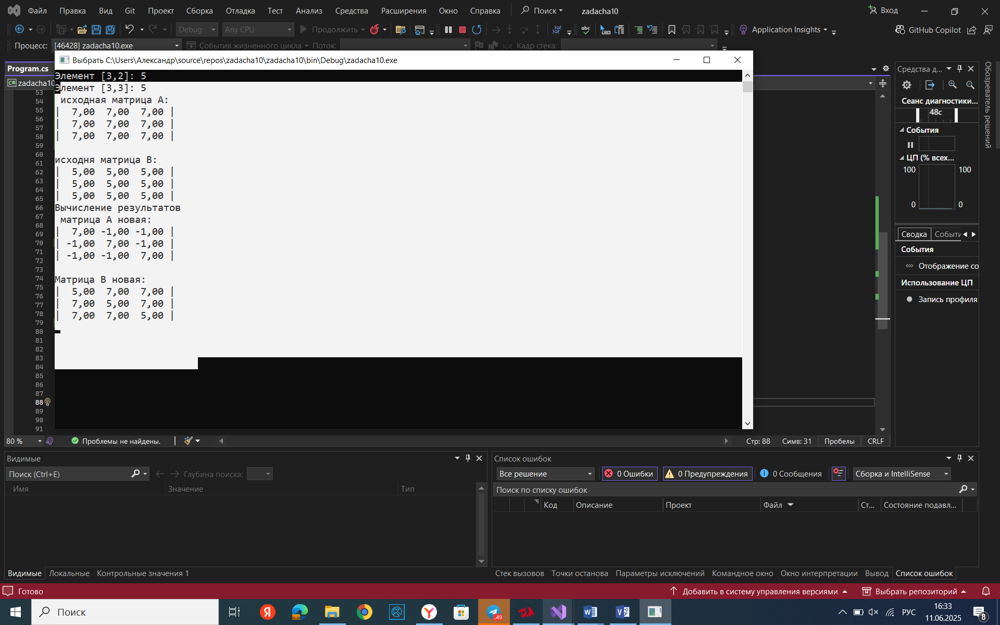 Файл Правка Вид Git Проект Сборка Отладка Тест Анализ Средства Расширения Окно Справка Поиск zadacha10 Вход
Debug Any CPU Продолжить Application Insights GitHub Copilot
Процесс: [46428] zadacha10.exe События жизненного цикла Поток: Кадр стека:
Выбрать C:\Users\Александр\source\repos\zadacha10\zadacha10\bin\Debug\zadacha10.exe
Program.cs
zadacha10
Элемент [3,2]: 5
Элемент [3,3]: 5
исходная матрица A:
| 7,00 7,00 7,00 |
| 7,00 7,00 7,00 |
| 7,00 7,00 7,00 |
исходня матрица B:
| 5,00 5,00 5,00 |
| 5,00 5,00 5,00 |
| 5,00 5,00 5,00 |
Вычисление результатов
матрица А новая:
| 7,00 -1,00 -1,00 |
| -1,00 7,00 -1,00 |
| -1,00 -1,00 7,00 |
Матрица B новая:
| 5,00 7,00 7,00 |
| 7,00 5,00 7,00 |
| 7,00 7,00 5,00 |
53
54
55
56
57
58
59
60
61
62
63
64
65
66
67
68
69
70
71
72
73
74
75
76
77
78
79
80
81
82
83
84
85
86
87
88
89
90
91
Средства д...
Сеанс диагностики...
48с
События
ЦП (% всех...
100 100
0 0
Сводка Событи
События
Отображение со
Использование ЦП
Запись профиля
Обозреватель решений
80 % Проблемы не найдены. Стр: 88 Симв: 31 Пробелы CRLF
Видимые
Поиск (Ctrl+E) Глубина поиска:
Имя Значение Тип
Видимые Локальные Контрольные значения 1
Список ошибок
Все решение 0 Ошибки 0 Предупреждения 0 Сообщения Сборка и IntelliSense
Поиск по списку ошибок
Код Описание Проект Файл Ст... Состояние подавл...
Стек вызовов Точки останова Параметры исключений Командное окно Окно интерпретации Вывод Список ошибок
Готово Добавить в систему управления версиями Выбрать репозиторий
Поиск
..49
РУС
16:33
11.06.2025
8